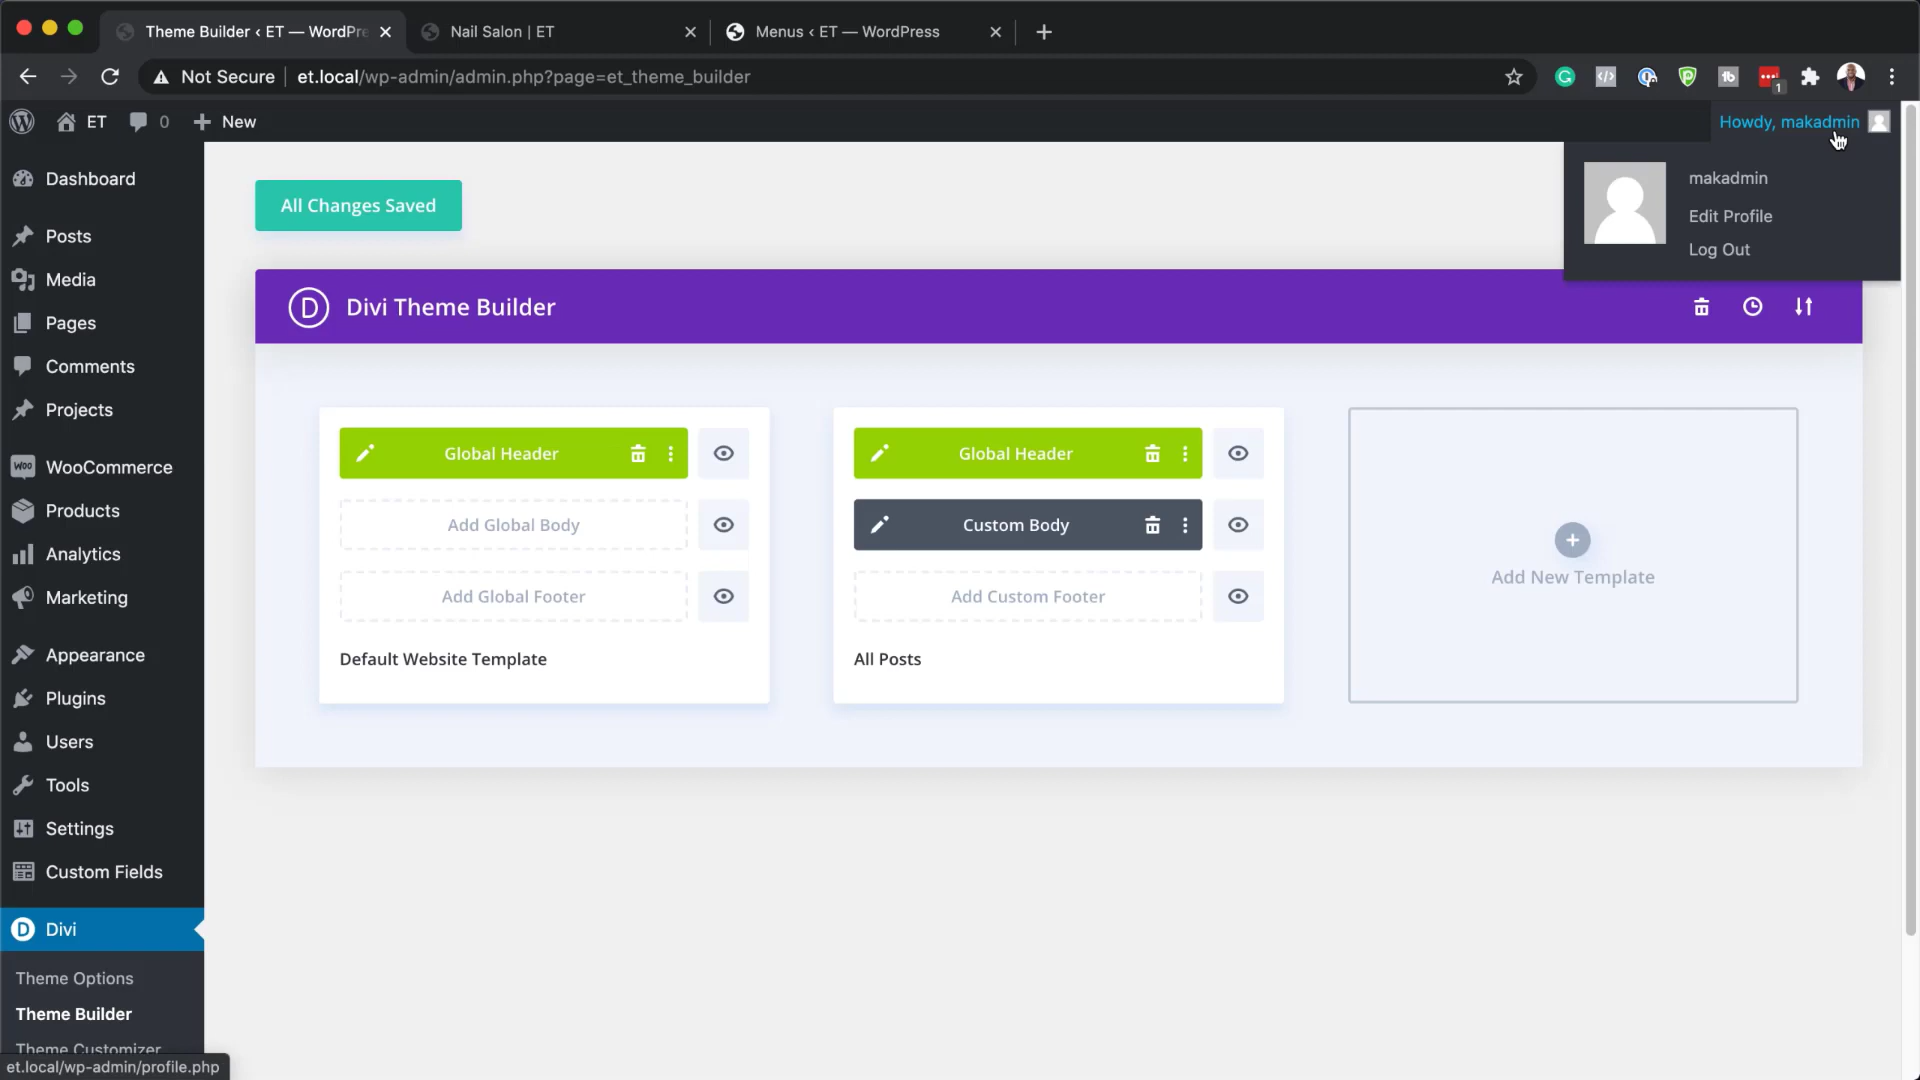 Theme Builder ‹ ET — WordPre
Nail Salon | ET
Menus ‹ ET — WordPress
Not Secure
et.local/wp-admin/admin.php?page=et_theme_builder
1
ET
0
New
Howdy, makadmin
makadmin
Edit Profile
Log Out
Dashboard
Posts
Media
Pages
Comments
Projects
WooCommerce
Products
Analytics
Marketing
Appearance
Plugins
Users
Tools
Settings
Custom Fields
Divi
Theme Options
Theme Builder
Theme Customizer
et.local/wp-admin/profile.php
All Changes Saved
D
Divi Theme Builder
Global Header
Add Global Body
Add Global Footer
Default Website Template
Global Header
Custom Body
Add Custom Footer
All Posts
Add New Template